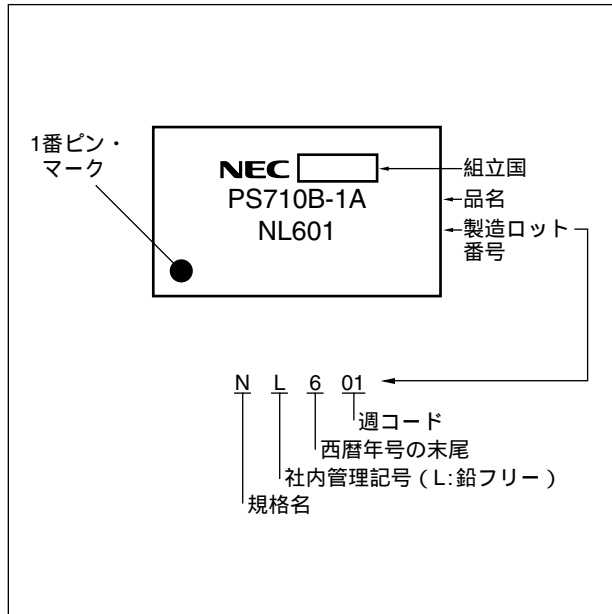 1番ピン・
マーク
NEC
組立国
PS710B-1A
品名
NL601
製造ロット
番号
N L 6 01
週コード
西暦年号の末尾
社内管理記号（L:鉛フリー）
規格名